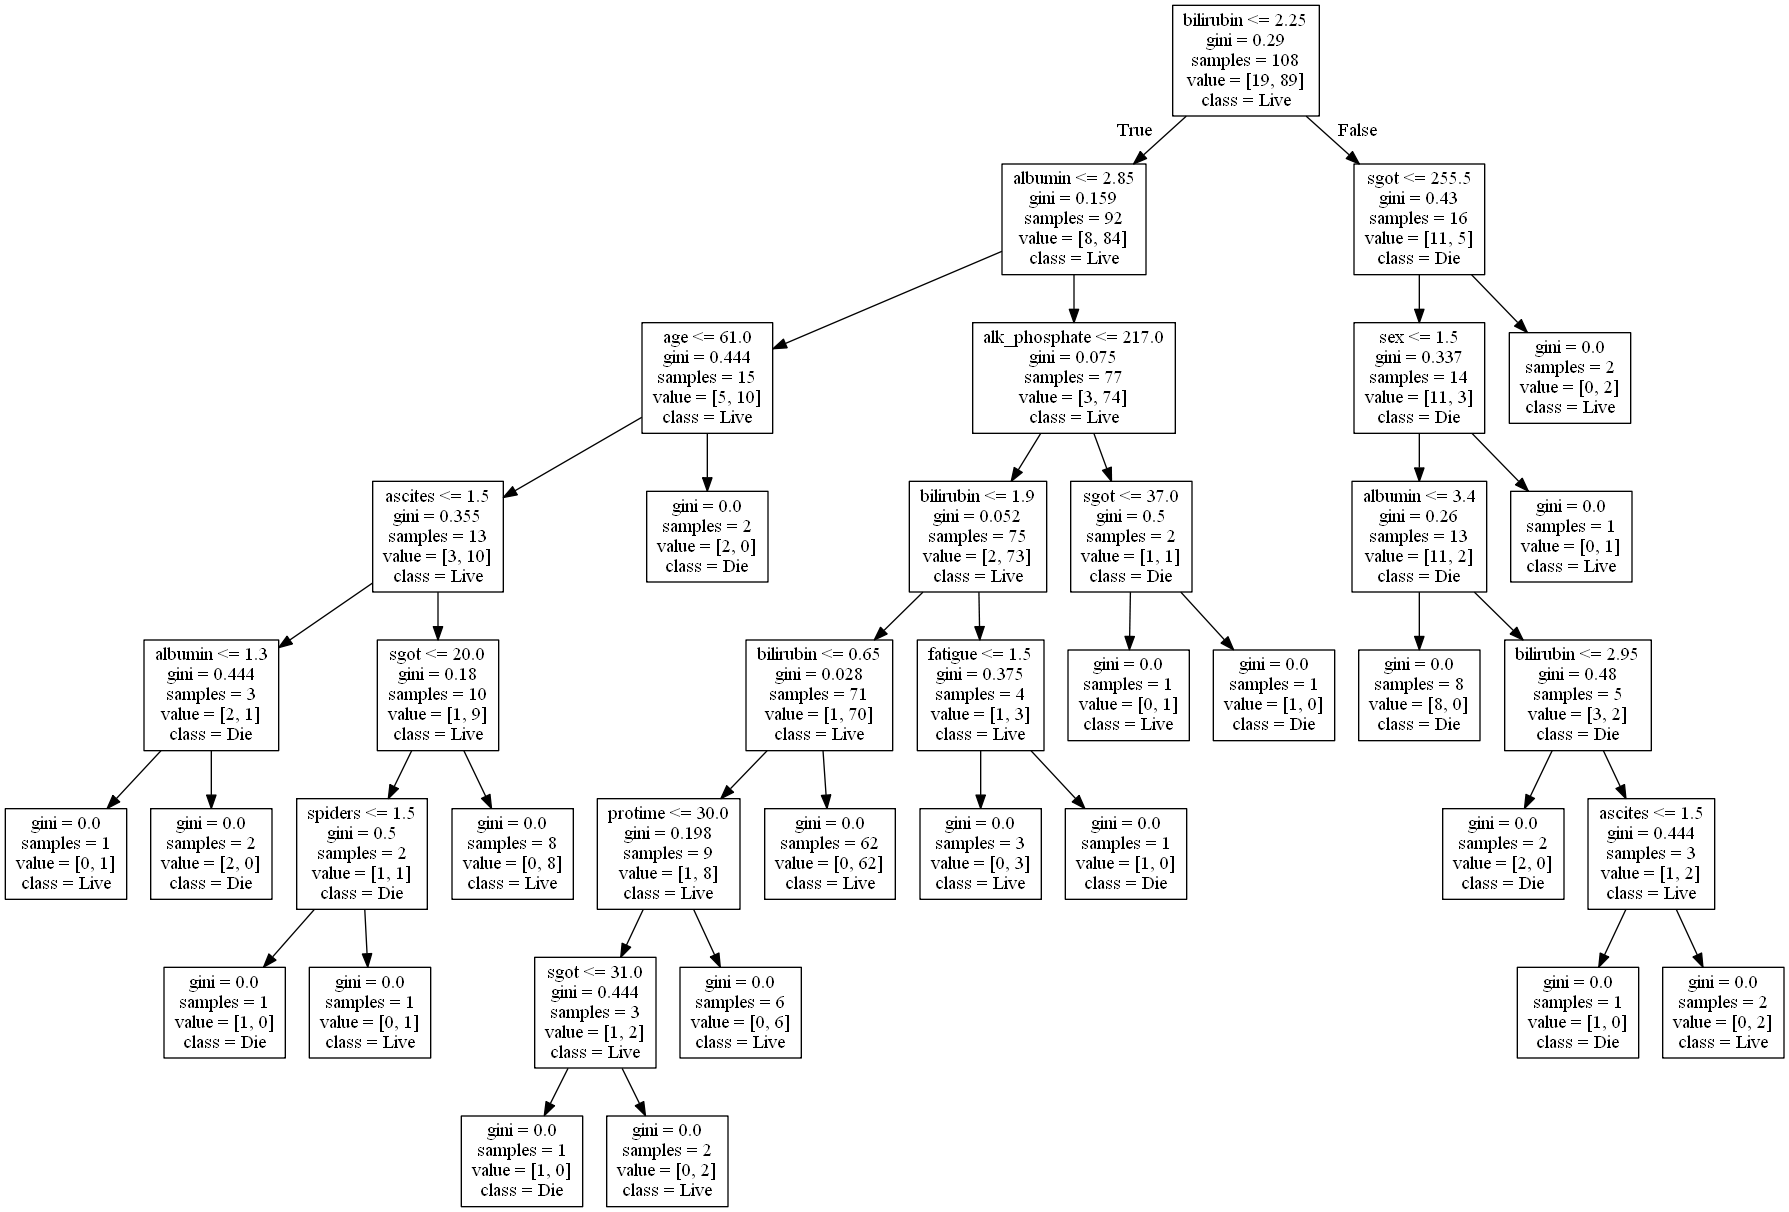 bilirubin <= 2.25
gini = 0.29
samples = 108
value = [19, 89]
class = Live
True
False
albumin <= 2.85
gini = 0.159
samples = 92
value = [8, 84]
class = Live
sgot <= 255.5
gini = 0.43
samples = 16
value = [11, 5]
class = Die
age <= 61.0
gini = 0.444
samples = 15
value = [5, 10]
class = Live
alk_phosphate <= 217.0
gini = 0.075
samples = 77
value = [3, 74]
class = Live
sex <= 1.5
gini = 0.337
samples = 14
value = [11, 3]
class = Die
gini = 0.0
samples = 2
value = [0, 2]
class = Live
ascites <= 1.5
gini = 0.355
samples = 13
value = [3, 10]
class = Live
gini = 0.0
samples = 2
value = [2, 0]
class = Die
bilirubin <= 1.9
gini = 0.052
samples = 75
value = [2, 73]
class = Live
sgot <= 37.0
gini = 0.5
samples = 2
value = [1, 1]
class = Die
albumin <= 3.4
gini = 0.26
samples = 13
value = [11, 2]
class = Die
gini = 0.0
samples = 1
value = [0, 1]
class = Live
albumin <= 1.3
gini = 0.444
samples = 3
value = [2, 1]
class = Die
sgot <= 20.0
gini = 0.18
samples = 10
value = [1, 9]
class = Live
bilirubin <= 0.65
gini = 0.028
samples = 71
value = [1, 70]
class = Live
fatigue <= 1.5
gini = 0.375
samples = 4
value = [1, 3]
class = Live
gini = 0.0
samples = 1
value = [0, 1]
class = Live
gini = 0.0
samples = 1
value = [1, 0]
class = Die
gini = 0.0
samples = 8
value = [8, 0]
class = Die
bilirubin <= 2.95
gini = 0.48
samples = 5
value = [3, 2]
class = Die
gini = 0.0
samples = 1
value = [0, 1]
class = Live
gini = 0.0
samples = 2
value = [2, 0]
class = Die
spiders <= 1.5
gini = 0.5
samples = 2
value = [1, 1]
class = Die
gini = 0.0
samples = 8
value = [0, 8]
class = Live
protime <= 30.0
gini = 0.198
samples = 9
value = [1, 8]
class = Live
gini = 0.0
samples = 62
value = [0, 62]
class = Live
gini = 0.0
samples = 3
value = [0, 3]
class = Live
gini = 0.0
samples = 1
value = [1, 0]
class = Die
gini = 0.0
samples = 2
value = [2, 0]
class = Die
ascites <= 1.5
gini = 0.444
samples = 3
value = [1, 2]
class = Live
gini = 0.0
samples = 1
value = [1, 0]
class = Die
gini = 0.0
samples = 1
value = [0, 1]
class = Live
sgot <= 31.0
gini = 0.444
samples = 3
value = [1, 2]
class = Live
gini = 0.0
samples = 6
value = [0, 6]
class = Live
gini = 0.0
samples = 1
value = [1, 0]
class = Die
gini = 0.0
samples = 2
value = [0, 2]
class = Live
gini = 0.0
samples = 1
value = [1, 0]
class = Die
gini = 0.0
samples = 2
value = [0, 2]
class = Live